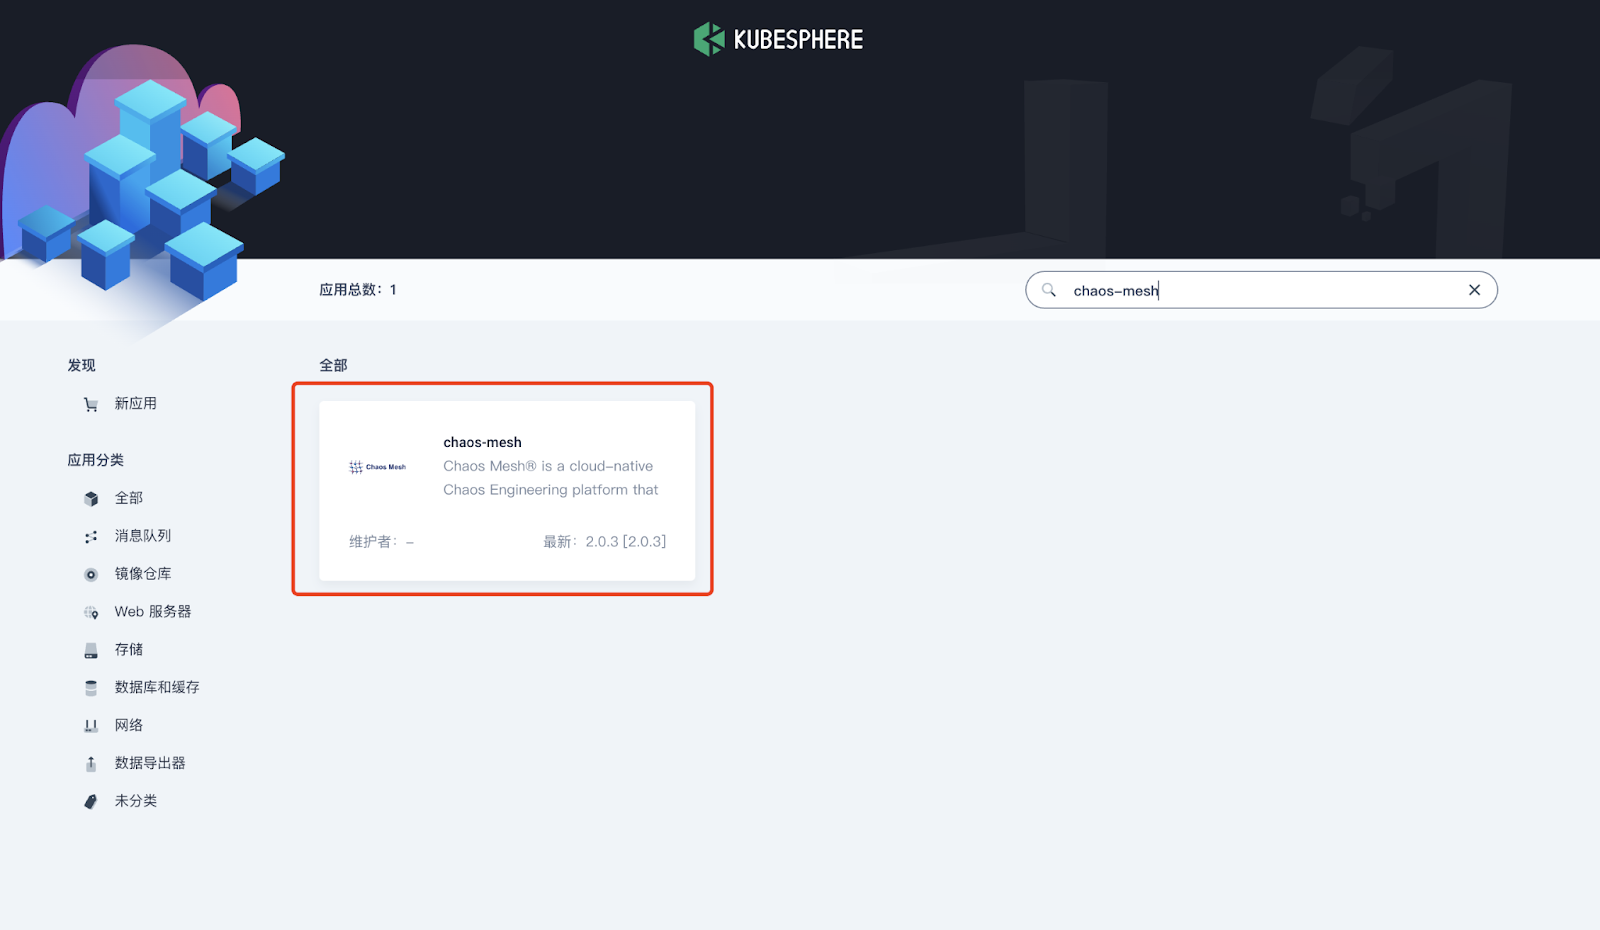 KUBESPHERE
应用总数：1
chaos-mesh
发现
新应用
应用分类
全部
消息队列
镜像仓库
Web 服务器
存储
数据库和缓存
网络
数据导出器
未分类
全部
Chaos Mesh
chaos-mesh
Chaos Mesh® is a cloud-native
Chaos Engineering platform that
维护者：-
最新：2.0.3 [2.0.3]